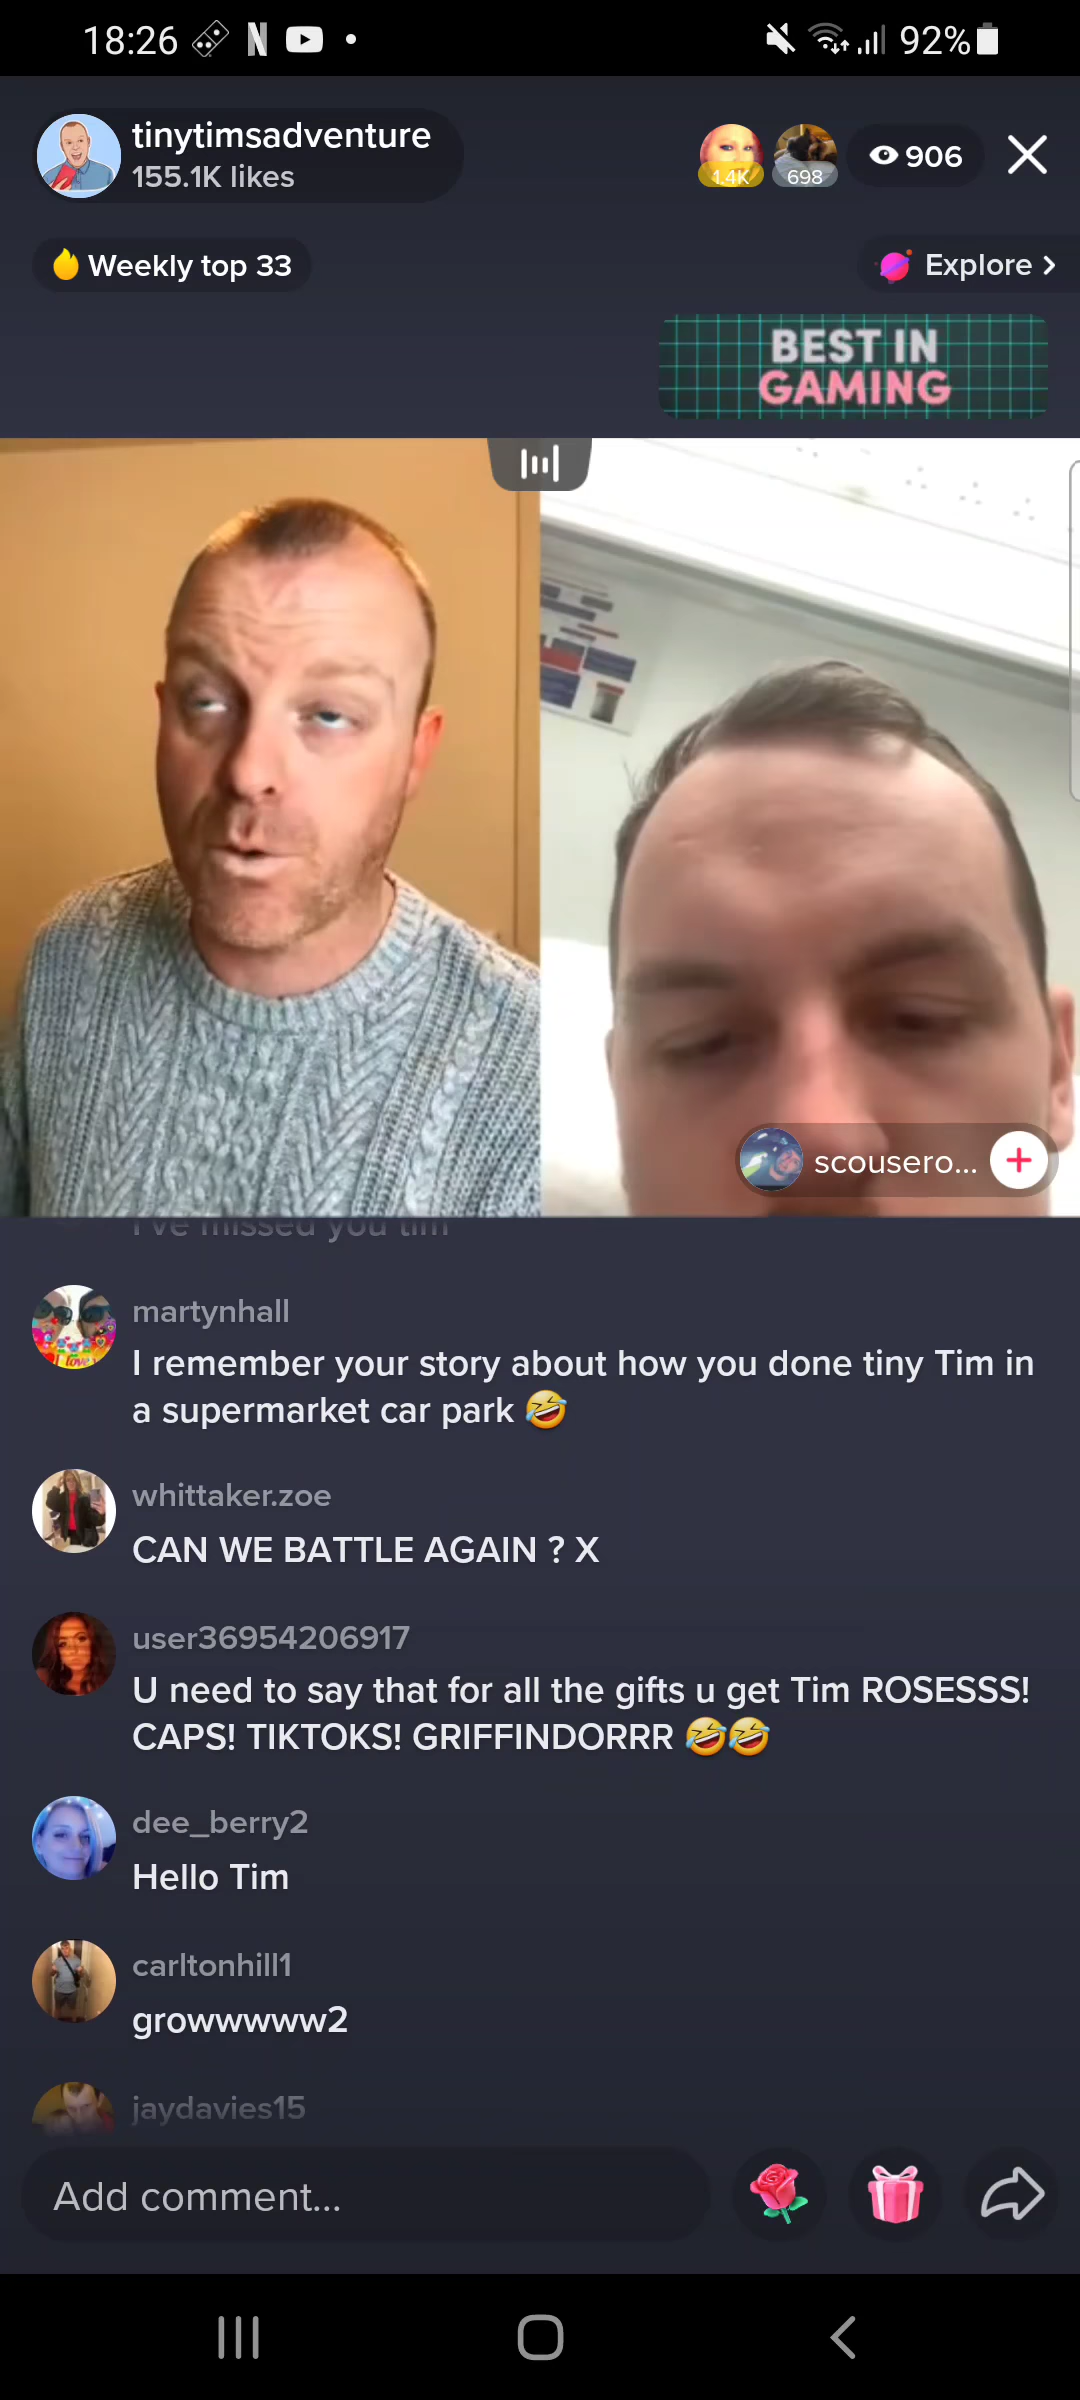 18:26
92%
tinytimsadventure
155.1K likes
1.4K
698
906
Weekly top 33
Explore
BEST IN
GAMING
scousero...
I've missed you tim
martynhall
I remember your story about how you done tiny Tim in
a supermarket car park 🤣
whittaker.zoe
CAN WE BATTLE AGAIN ? X
user36954206917
U need to say that for all the gifts u get Tim ROSESSS!
CAPS! TIKTOKS! GRIFFINDORRR 🤣🤣
dee_berry2
Hello Tim
carltonhill1
growwwww2
jaydavies15
Add comment...